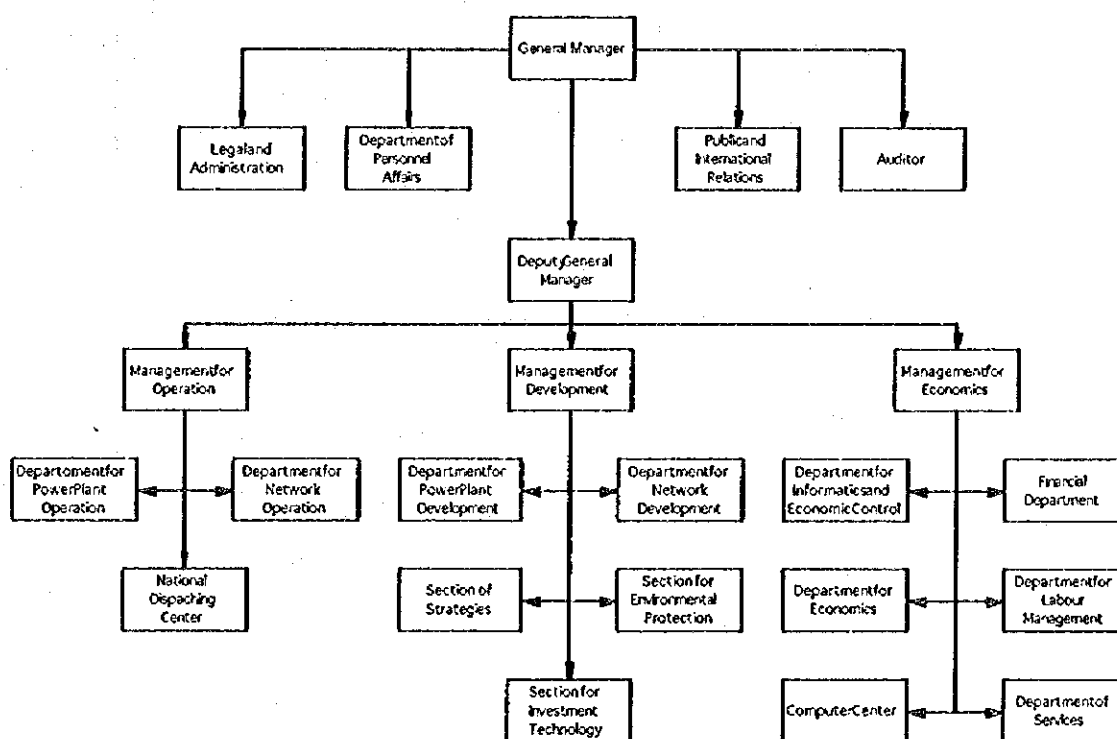 General Manager
Legaland
Administration
Departmentof
Personnel
Affairs
Publicand
International
Relations
Auditor
DeputyGeneral
Manager
Managementfor
Operation
Managementfor
Development
Managementfor
Economics
Departomentfor
PowerPlant
Operation
Departmentfor
Network
Operation
Departmentfor
PowerPlant
Development
Departmentfor
Network
Development
Departmentfor
Informaticsand
EconomicControl
Financial
Department
National
Dispaching
Center
Section of
Strategies
Section for
Environmental
Protection
Departmentfor
Economics
Departmentfor
Labour
Management
Section for
Investment
Technology
ComputerCenter
Departmentof
Services